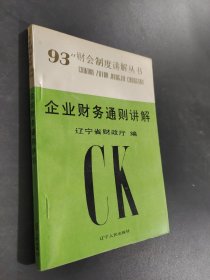 93"财会制度讲解丛书
CAIKUAI ZHIDU JIANGJIE CONGSHU
企业财务通则讲解
辽宁省财政厅 编
CK
辽宁人民出版社